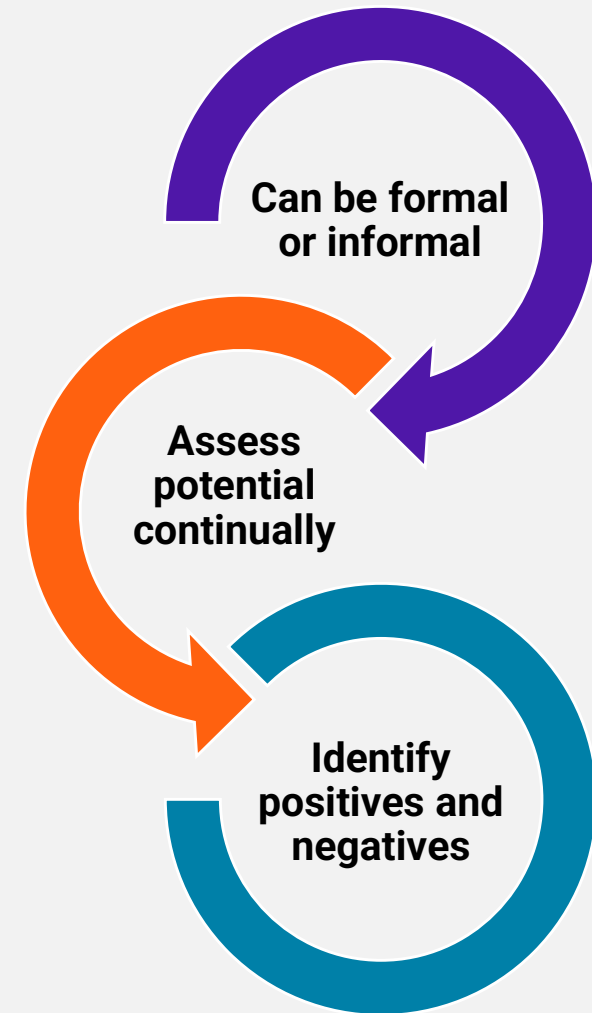 Can be formal
or informal
Assess
potential
continually
Identify
positives and
negatives